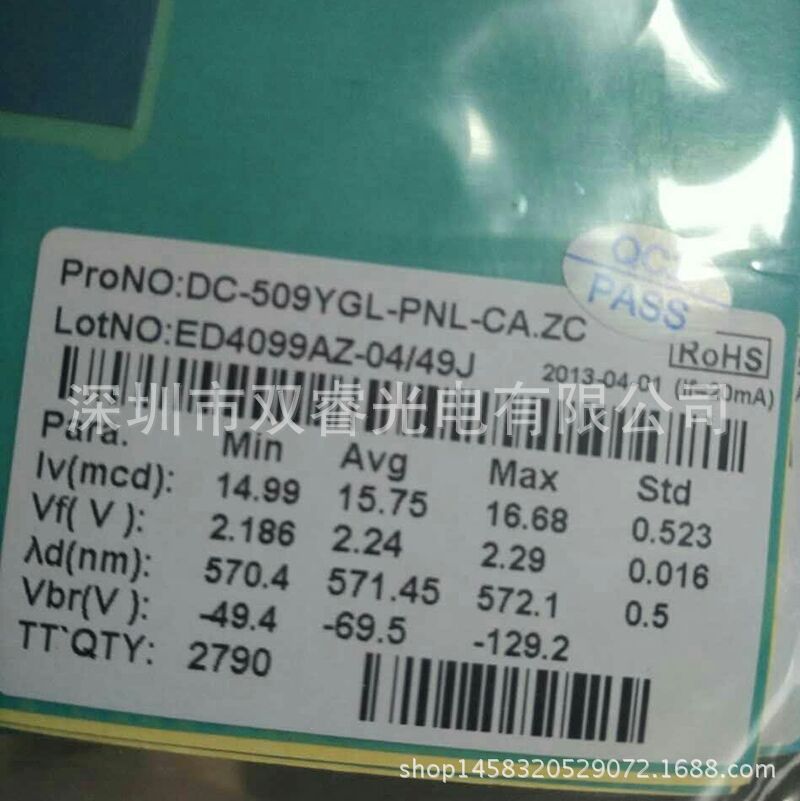 QC
PASS
ProNO:DC-509YGL-PNL-CA.ZC
LotNO:ED4099AZ-04/49J
RoHS
2013-04-01 (If=20mA)
深圳市双睿光电有限公司
Para. Min Avg Max Std
Iv(mcd): 14.99 15.75 16.68 0.523
Vf( V ): 2.186 2.24 2.29 0.016
λd(nm): 570.4 571.45 572.1 0.5
Vbr(V ): -49.4 -69.5 -129.2
TT`QTY: 2790
shop1458320529072.1688.com